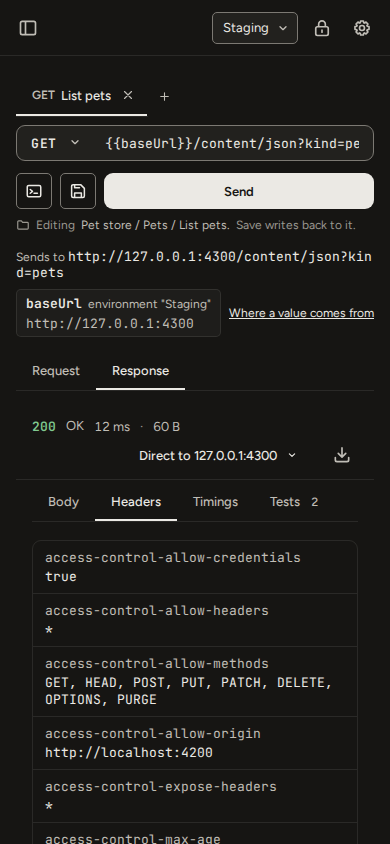 Staging
GET List pets
GET {{baseUrl}}/content/json?kind=pe
Send
Editing Pet store / Pets / List pets. Save writes back to it.
Sends to http://127.0.0.1:4300/content/json?kin
d=pets
baseUrl environment "Staging"
http://127.0.0.1:4300
Where a value comes from
Request Response
200 OK 12 ms · 60 B
Direct to 127.0.0.1:4300
Body Headers Timings Tests 2
access-control-allow-credentials
true
access-control-allow-headers
*
access-control-allow-methods
GET, HEAD, POST, PUT, PATCH, DELETE,
OPTIONS, PURGE
access-control-allow-origin
http://localhost:4200
access-control-expose-headers
*
access-control-max-age